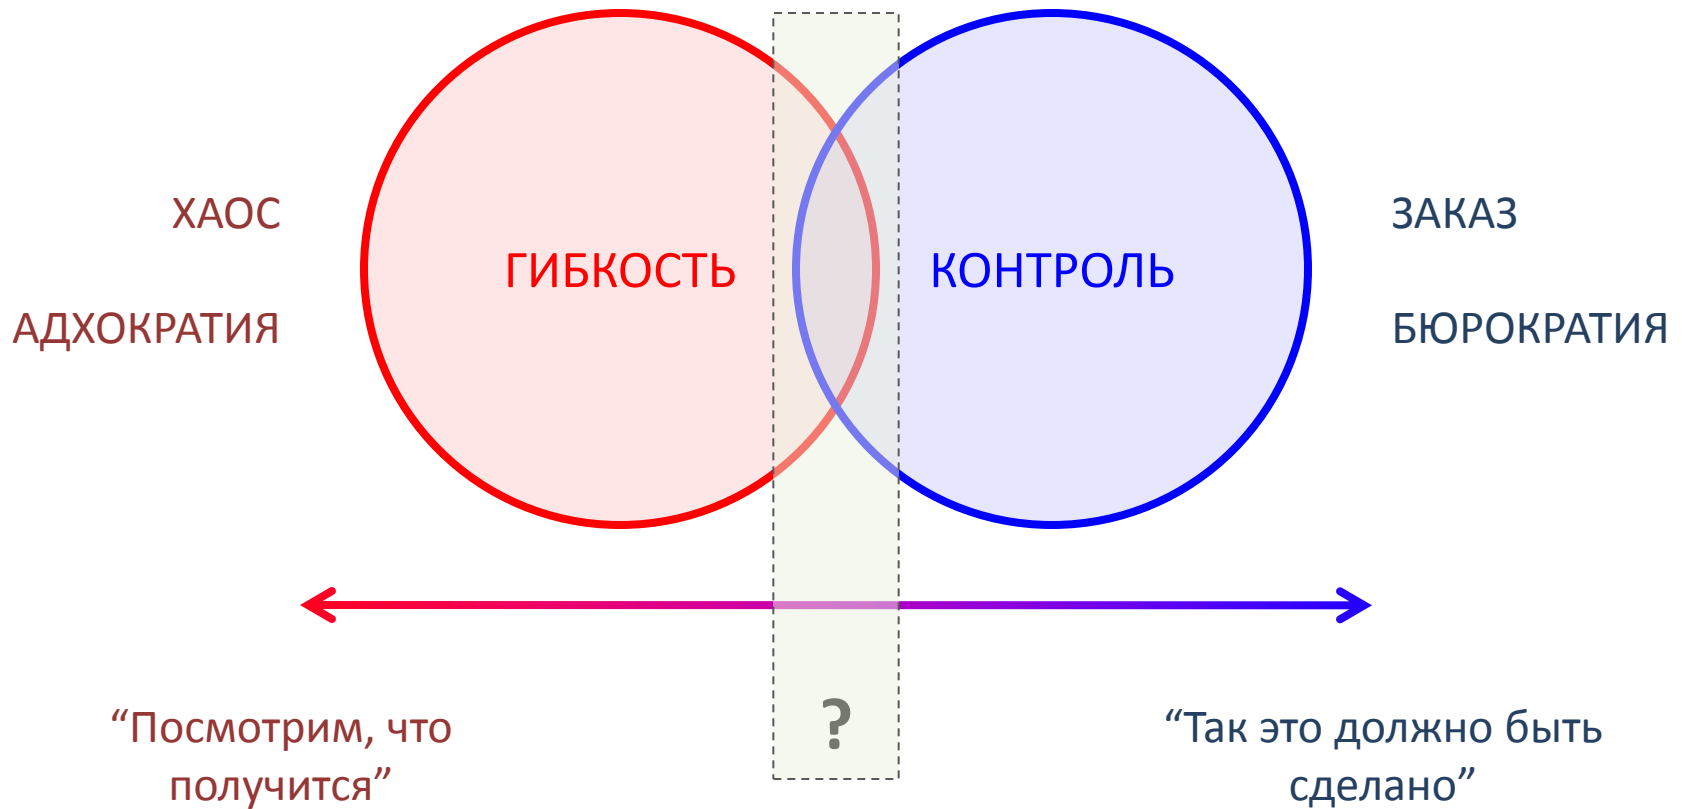 ХАОС
АДХОКРАТИЯ
ГИБКОСТЬ
КОНТРОЛЬ
ЗАКАЗ
БЮРОКРАТИЯ
“Посмотрим, что
получится”
?
“Так это должно быть
сделано”